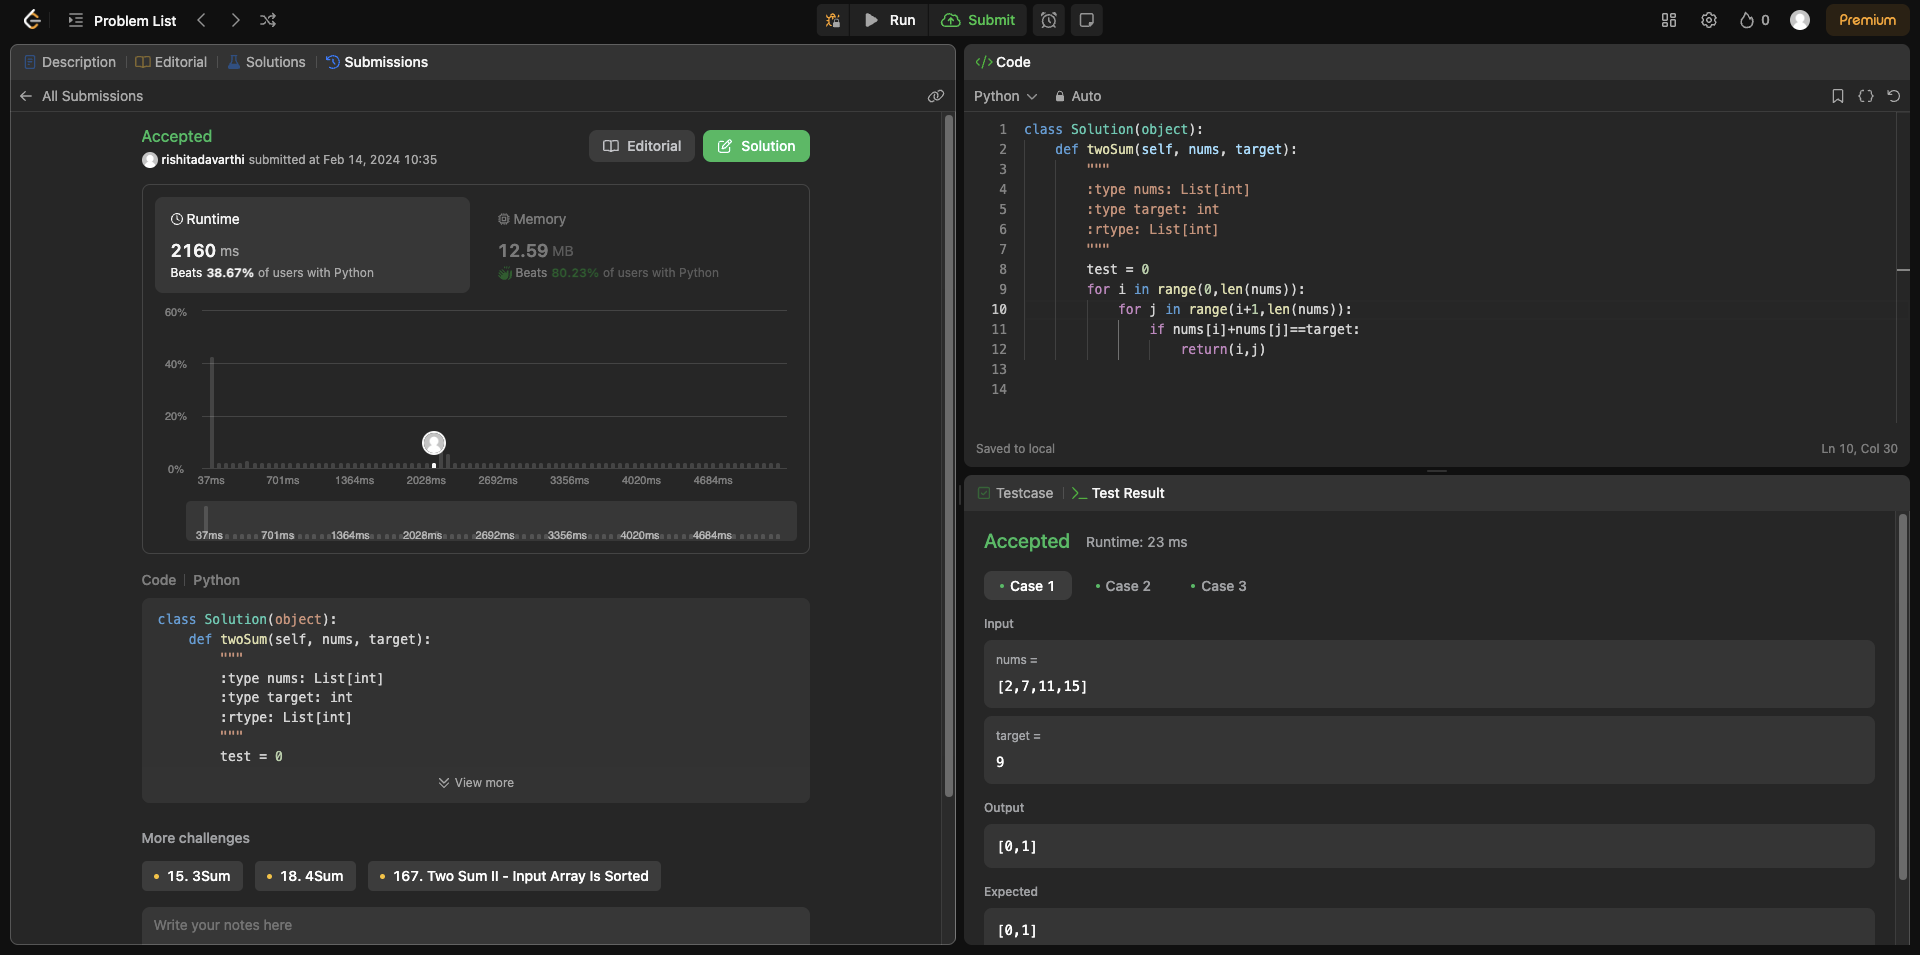 Problem List
Run
Submit
0
Premium
Description
Editorial
Solutions
Submissions
All Submissions
Accepted
rishitadavarthi submitted at Feb 14, 2024 10:35
Editorial
Solution
Runtime
2160 ms
Beats 38.67% of users with Python
Memory
12.59 MB
Beats 80.23% of users with Python
60%
40%
20%
0%
37ms 701ms 1364ms 2028ms 2692ms 3356ms 4020ms 4684ms
37ms 701ms 1364ms 2028ms 2692ms 3356ms 4020ms 4684ms
Code | Python
class Solution(object):
    def twoSum(self, nums, target):
        """
        :type nums: List[int]
        :type target: int
        :rtype: List[int]
        """
        test = 0
View more
More challenges
15. 3Sum
18. 4Sum
167. Two Sum II - Input Array Is Sorted
Write your notes here
</> Code
Python
Auto
1 class Solution(object):
2     def twoSum(self, nums, target):
3         """
4         :type nums: List[int]
5         :type target: int
6         :rtype: List[int]
7         """
8         test = 0
9         for i in range(0,len(nums)):
10             for j in range(i+1,len(nums)):
11                 if nums[i]+nums[j]==target:
12                     return(i,j)
13
14
Saved to local
Ln 10, Col 30
Testcase
Test Result
Accepted
Runtime: 23 ms
Case 1
Case 2
Case 3
Input
nums =
[2,7,11,15]
target =
9
Output
[0,1]
Expected
[0,1]